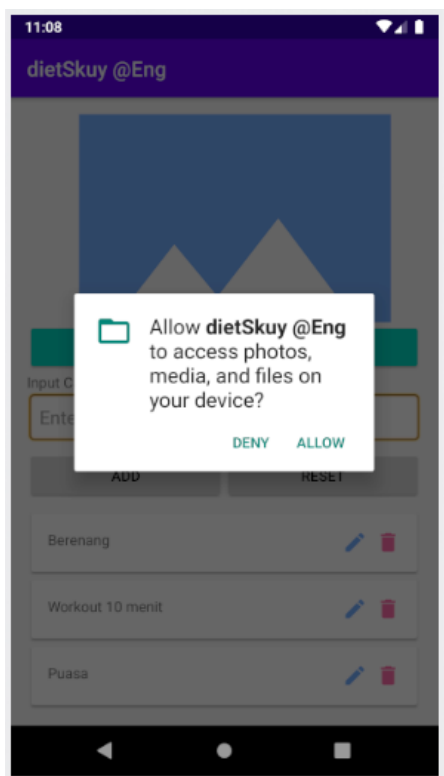 11:08
dietSkuy @Eng
Allow dietSkuy @Eng
to access photos,
media, and files on
your device?
DENY ALLOW
Input C
Ente
ADD RESET
Berenang
Workout 10 menit
Puasa